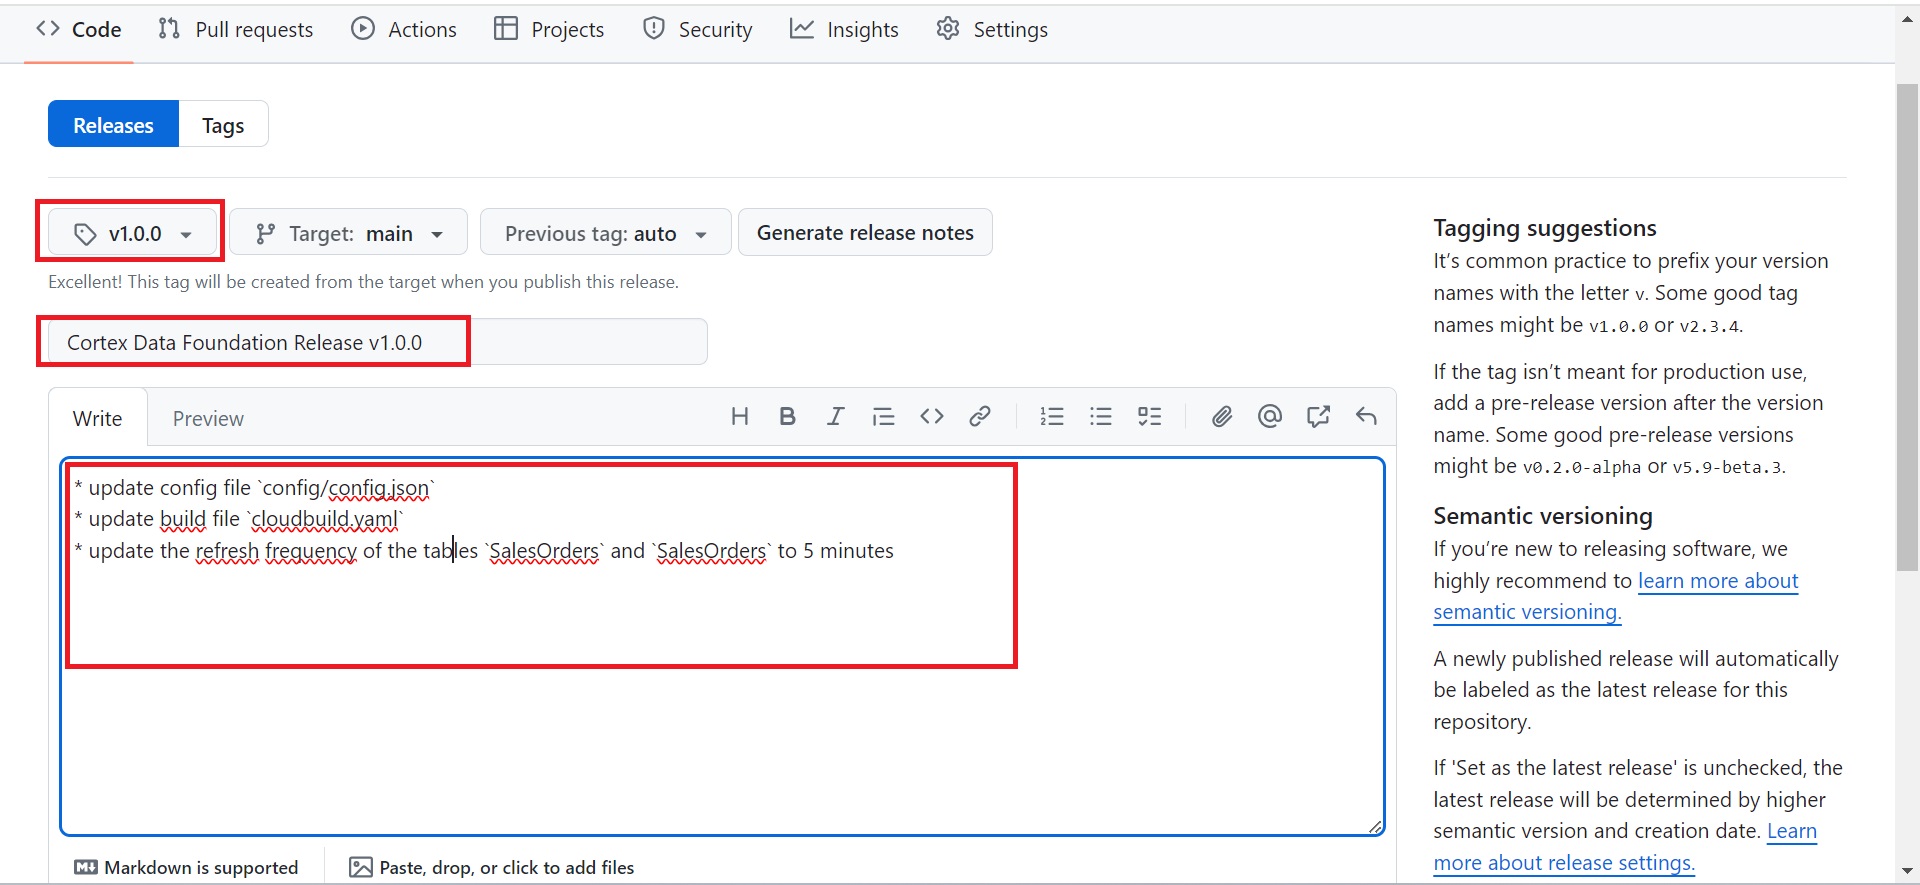 Code Pull requests Actions Projects Security Insights Settings
Releases Tags
v1.0.0 Target: main Previous tag: auto Generate release notes
Excellent! This tag will be created from the target when you publish this release.
Cortex Data Foundation Release v1.0.0
Write Preview
* update config file `config/config.json`
* update build file `cloudbuild.yaml`
* update the refresh frequency of the tables `SalesOrders` and `SalesOrders` to 5 minutes
Markdown is supported Paste, drop, or click to add files
Tagging suggestions
It’s common practice to prefix your version
names with the letter v. Some good tag
names might be v1.0.0 or v2.3.4.
If the tag isn’t meant for production use,
add a pre-release version after the version
name. Some good pre-release versions
might be v0.2.0-alpha or v5.9-beta.3.
Semantic versioning
If you’re new to releasing software, we
highly recommend to learn more about
semantic versioning.
A newly published release will automatically
be labeled as the latest release for this
repository.
If 'Set as the latest release' is unchecked, the
latest release will be determined by higher
semantic version and creation date. Learn
more about release settings.